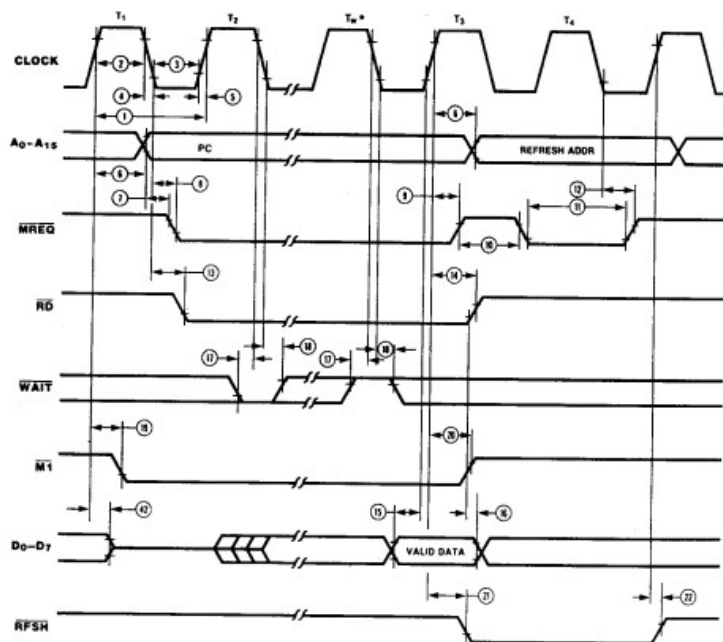 T1 T2 Tw* T3 T4
CLOCK
2 3
4 5
1 6
A0–A15 PC REFRESH ADDR
6 8
7 9 12
11
MREQ
10
13 14
RD
17 18 17 18
WAIT
19 20
M1
42 15 16
D0–D7 VALID DATA
21 22
RFSH